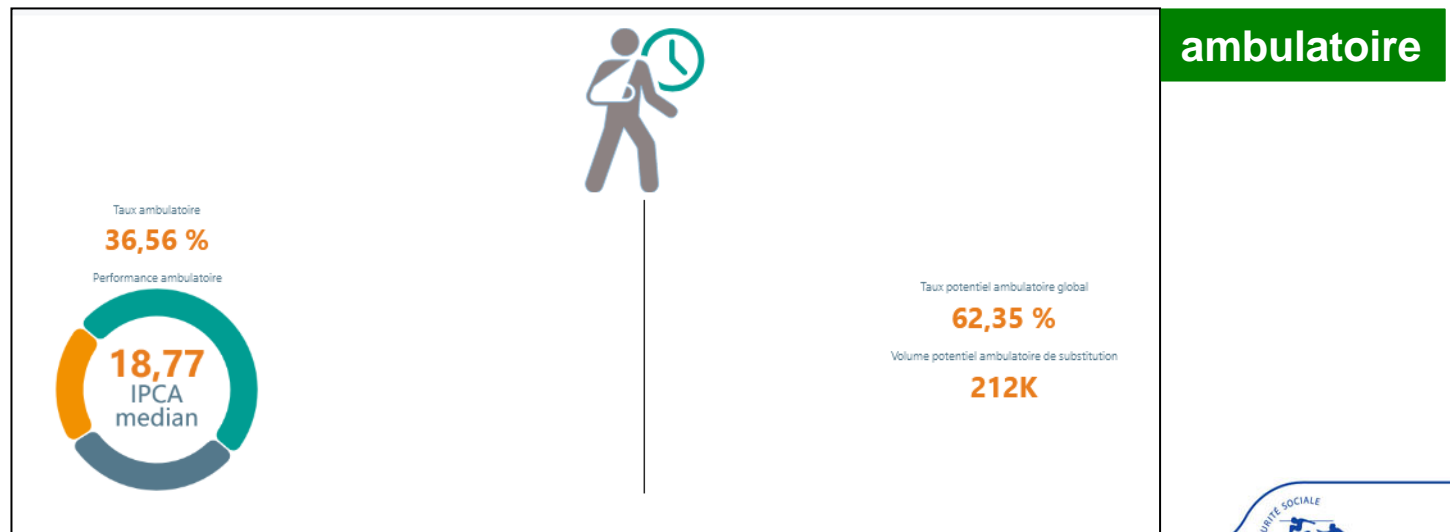 ambulatoire
Taux ambulatoire
36,56 %
Performance ambulatoire
18,77
IPCA
median
Taux potentiel ambulatoire global
62,35 %
Volume potentiel ambulatoire de substitution
212K
SOCIALE